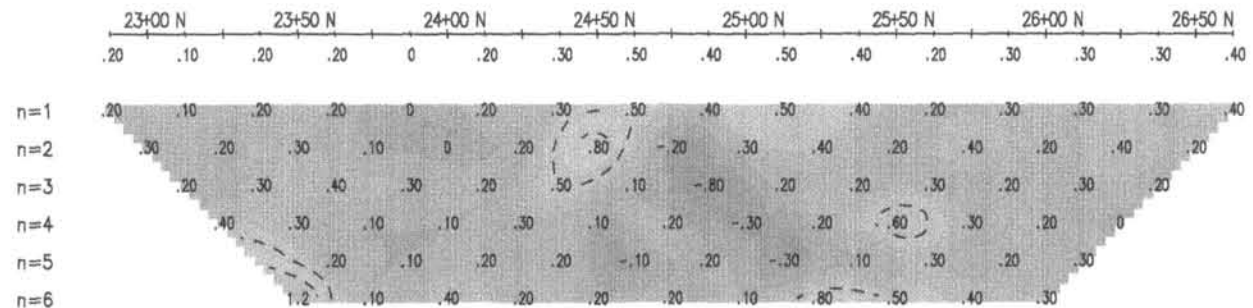 23+00 N 23+50 N 24+00 N 24+50 N 25+00 N 25+50 N 26+00 N 26+50 N
.20 .10 .20 .20 0 .20 .30 .50 .40 .50 .40 .20 .30 .30 .30 .40
n=1 .20 .10 .20 .20 0 .20 .30 .50 .40 .50 .40 .20 .30 .30 .30 .40
n=2 .30 .20 .30 .10 0 .20 .80 -.20 .30 .40 .20 .30 .40 .20
n=3 .20 .30 .40 .30 .20 .50 .10 -.80 .20 .20 .30 .30 .30 .20
n=4 .40 .30 .10 .10 .20 .10 .20 -.30 .20 .60 .30 .20 0
n=5 .20 .10 .20 .20 -.10 .20 -.30 .10 .30 .20 .30
n=6 1.2 .10 .40 .20 .20 .20 .10 .80 .50 .40 .30